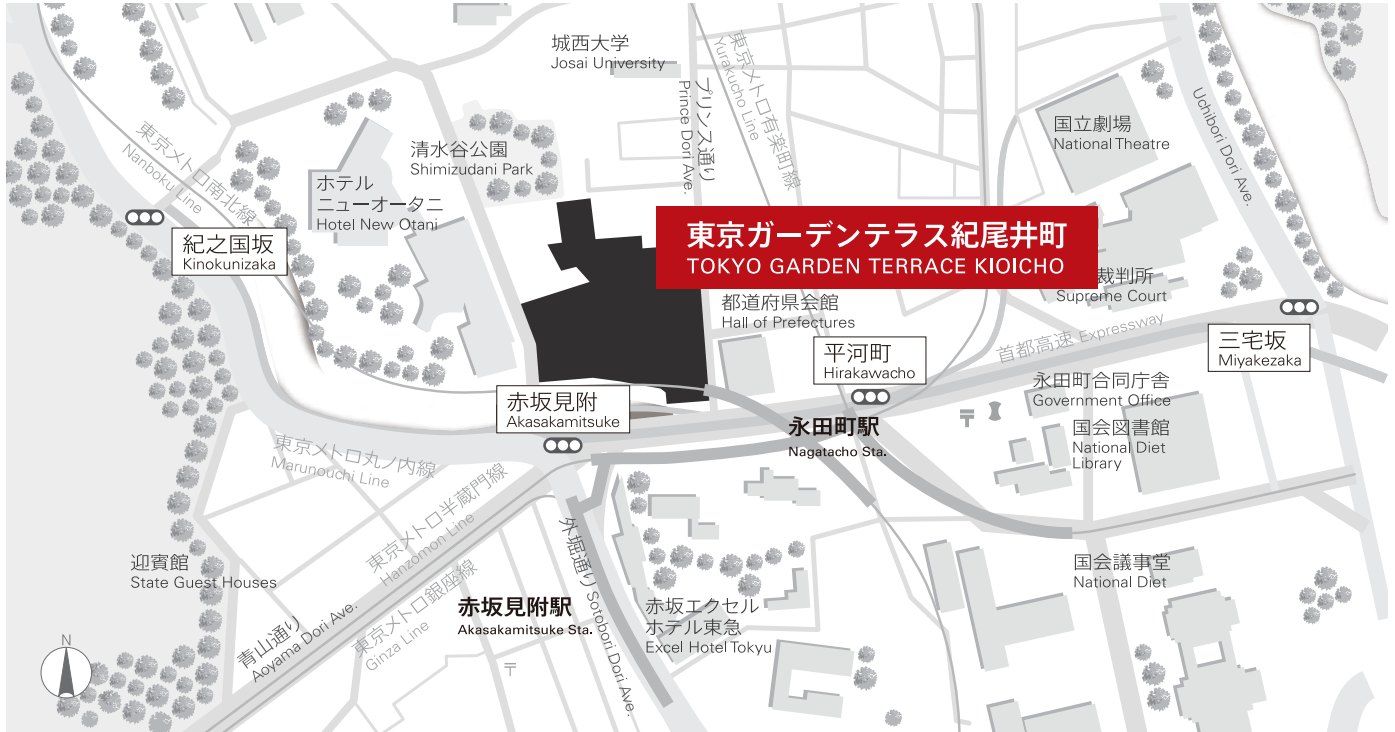 城西大学
Josai University
プリンス通り
Prince Dori Ave.
東京メトロ有楽町線
Yurakucho Line
国立劇場
National Theatre
Uchibori Dori Ave.
東京メトロ南北線
Nanboku Line
清水谷公園
Shimizudani Park
ホテル
ニューオータニ
Hotel New Otani
紀之国坂
Kinokunizaka
東京ガーデンテラス紀尾井町
TOKYO GARDEN TERRACE KIOICHO
裁判所
Supreme Court
都道府県会館
Hall of Prefectures
首都高速 Expressway
三宅坂
Miyakezaka
平河町
Hirakawacho
赤坂見附
Akasakamitsuke
永田町合同庁舎
Government Office
永田町駅
Nagatacho Sta.
国会図書館
National Diet
Library
東京メトロ丸ノ内線
Marunouchi Line
東京メトロ半蔵門線
Hanzomon Line
迎賓館
State Guest Houses
青山通り
Aoyama Dori Ave.
東京メトロ銀座線
Ginza Line
赤坂見附駅
Akasakamitsuke Sta.
外堀通り Sotobori Dori Ave.
赤坂エクセル
ホテル東急
Excel Hotel Tokyu
国会議事堂
National Diet
N
〒
〒